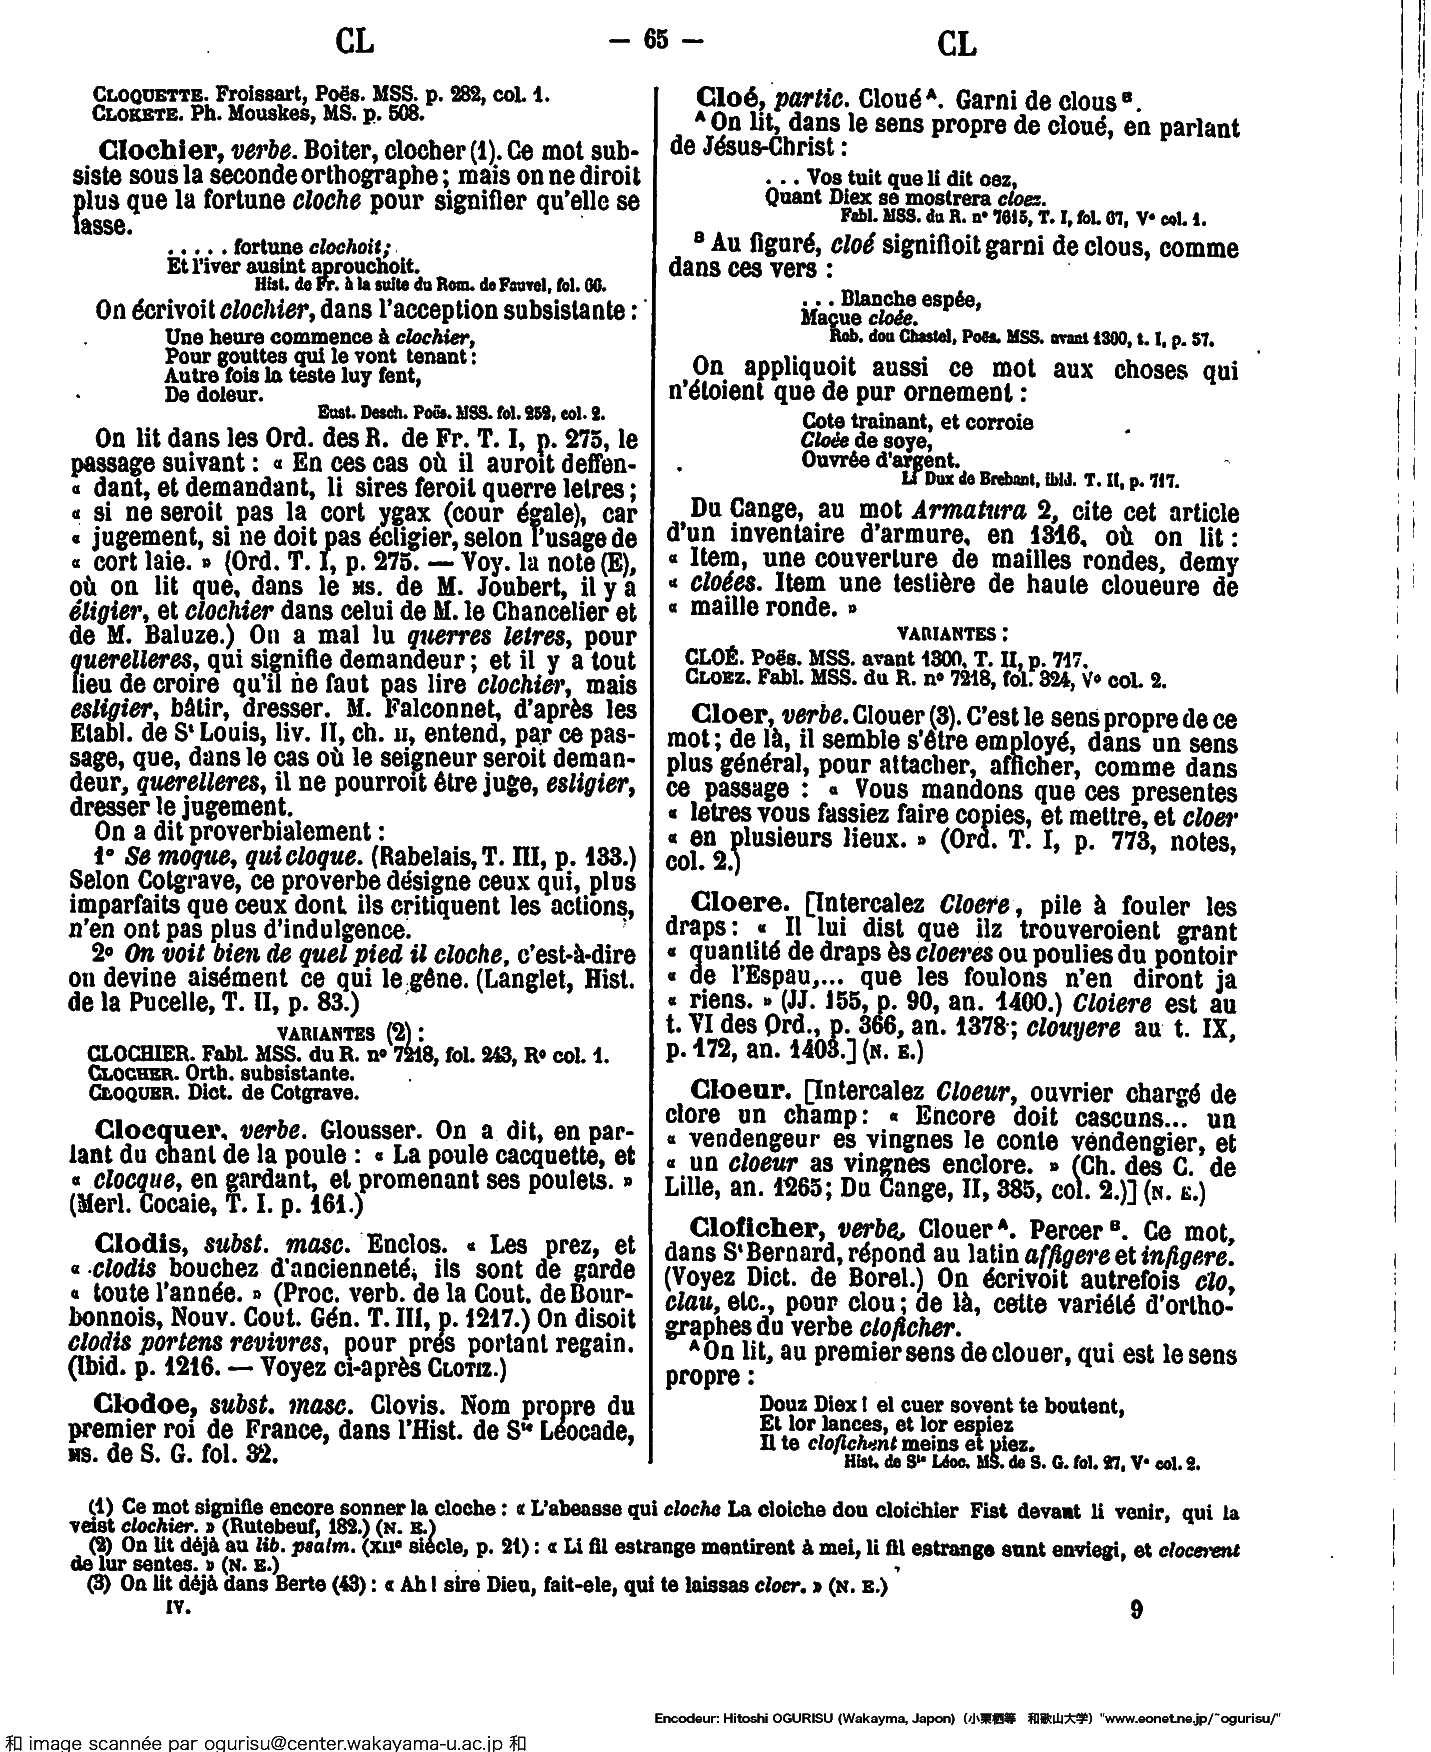 CL
— 65 —
CL
CLOQUETTE. Froissart, Poës. MSS. p. 282, col. 1.
CLOKETE. Ph. Mouskes, MS. p. 508.
Clochier, verbe. Boiter, clocher (1). Ce mot sub-
siste sous la seconde orthographe ; mais on ne diroit
plus que la fortune cloche pour signifier qu'elle se
lasse.
..... fortune clochoit ;
Et l'iver ausint aprouchoit.
Hist. de Fr. à la suite du Rom. de Fauvel, fol. 66.
On écrivoit clochier, dans l'acception subsistante :
Une heure commence à clochier,
Pour gouttes qui le vont tenant :
Autre fois la teste luy fent,
De doleur.
Eust. Desch. Poës. MSS. fol. 252, col. 2.
On lit dans les Ord. des R. de Fr. T. I, p. 275, le
passage suivant : « En ces cas où il auroit deffen-
« dant, et demandant, li sires feroit querre letres ;
« si ne seroit pas la cort ygax (cour égale), car
« jugement, si ne doit pas écligier, selon l'usage de
« cort laie. » (Ord. T. I, p. 275. — Voy. la note (E),
où on lit que, dans le MS. de M. Joubert, il y a
éligier, et clochier dans celui de M. le Chancelier et
de M. Baluze.) On a mal lu querres letres, pour
querelleres, qui signifie demandeur ; et il y a tout
lieu de croire qu'il ne faut pas lire clochier, mais
esligier, bâtir, dresser. M. Falconnet, d'après les
Etabl. de St Louis, liv. II, ch. II, entend, par ce pas-
sage, que, dans le cas où le seigneur seroit deman-
deur, querelleres, il ne pourroit être juge, esligier,
dresser le jugement.
On a dit proverbialement :
1° Se moque, qui cloque. (Rabelais, T. III, p. 133.)
Selon Cotgrave, ce proverbe désigne ceux qui, plus
imparfaits que ceux dont ils critiquent les actions,
n'en ont pas plus d'indulgence.
2° On voit bien de quel pied il cloche, c'est-à-dire
on devine aisément ce qui le gêne. (Langlet, Hist.
de la Pucelle, T. II, p. 83.)
VARIANTES (2) :
CLOCHIER. Fabl. MSS. du R. n° 7218, fol. 243, R° col. 1.
CLOCHER. Orth. subsistante.
CLOQUER. Dict. de Cotgrave.
Clocquer, verbe. Glousser. On a dit, en par-
lant du chant de la poule : « La poule cacquette, et
« clocque, en gardant, et promenant ses poulets. »
(Merl. Cocaie, T. I. p. 161.)
Clodis, subst. masc. Enclos. « Les prez, et
« clodis bouchez d'ancienneté, ils sont de garde
« toute l'année. » (Proc. verb. de la Cout. de Bour-
bonnois, Nouv. Cout. Gén. T. III, p. 1217.) On disoit
clodis portens revivres, pour prés portant regain.
(Ibid. p. 1216. — Voyez ci-après CLOTIZ.)
Clodoe, subst. masc. Clovis. Nom propre du
premier roi de France, dans l'Hist. de Ste Léocade,
MS. de S. G. fol. 32.
Cloé, partic. Cloué A. Garni de clous B.
A On lit, dans le sens propre de cloué, en parlant
de Jésus-Christ :
... Vos tuit que li dit oez,
Quant Diex se mostrera cloez.
Fabl. MSS. du R. n° 7615, T. I, fol. 67, V° col. 1.
B Au figuré, cloé signifioit garni de clous, comme
dans ces vers :
... Blanche espée,
Maçue cloée.
Rob. dou Chastel, Poës. MSS. avant 1300, t. I, p. 57.
On appliquoit aussi ce mot aux choses qui
n'étoient que de pur ornement :
Cote trainant, et corroie
Cloée de soye,
Ouvrée d'argent.
Li Dux de Brebant, ibid. T. II, p. 717.
Du Cange, au mot Armatura 2, cite cet article
d'un inventaire d'armure, en 1316, où on lit :
« Item, une couverture de mailles rondes, demy
« cloées. Item une testière de haute cloueure de
« maille ronde. »
VARIANTES :
CLOÉ. Poës. MSS. avant 1300, T. II, p. 717.
CLOEZ. Fabl. MSS. du R. n° 7218, fol. 324, V° col. 2.
Cloer, verbe. Clouer (3). C'est le sens propre de ce
mot ; de là, il semble s'être employé, dans un sens
plus général, pour attacher, afficher, comme dans
ce passage : « Vous mandons que ces presentes
« letres vous fassiez faire copies, et mettre, et cloer
« en plusieurs lieux. » (Ord. T. I, p. 773, notes,
col. 2.)
Cloere. [Intercalez Cloere, pile à fouler les
draps : « Il lui dist que ilz trouveroient grant
« quantité de draps ès cloeres ou poulies du pontoir
« de l'Espau,... que les foulons n'en diront ja
« riens. » (JJ. 155, p. 90, an. 1400.) Cloiere est au
t. VI des Ord., p. 366, an. 1378 ; clouyere au t. IX,
p. 172, an. 1403.] (N. E.)
Cloeur. [Intercalez Cloeur, ouvrier chargé de
clore un champ : « Encore doit cascuns... un
« vendengeur es vingnes le conte vendengier, et
« un cloeur as vingnes enclore. » (Ch. des C. de
Lille, an. 1265 ; Du Cange, II, 385, col. 2.)] (N. E.)
Cloficher, verbe. Clouer A. Percer B. Ce mot,
dans St Bernard, répond au latin affigere et infigere.
(Voyez Dict. de Borel.) On écrivoit autrefois clo,
clau, etc., pour clou ; de là, cette variété d'ortho-
graphes du verbe cloficher.
A On lit, au premier sens de clouer, qui est le sens
propre :
Douz Diex ! el cuer sovent te boutent,
Et lor lances, et lor espiez
Il te clofichent meins et piez.
Hist. de Ste Léoc. MS. de S. G. fol. 27, V° col. 2.
(1) Ce mot signifie encore sonner la cloche : « L'abeasse qui cloche La cloiche dou cloichier Fist devant li venir, qui la
veist clochier. » (Rutebeuf, 182.) (N. E.)
(2) On lit déjà au lib. psalm. (XIIe siècle, p. 21) : « Li fil estrange mentirent à mei, li fil estrange sunt enviegi, et clocerent
de lur sentes. » (N. E.)
(3) On lit déjà dans Berte (43) : « Ah ! sire Dieu, fait-ele, qui te laissas cloer. » (N. E.)
IV.
9
Encodeur: Hitoshi OGURISU (Wakayma, Japon) (小栗栖等 和歌山大学) "www.eonet.ne.jp/~ogurisu/"
和 image scannée par ogurisu@center.wakayama-u.ac.jp 和